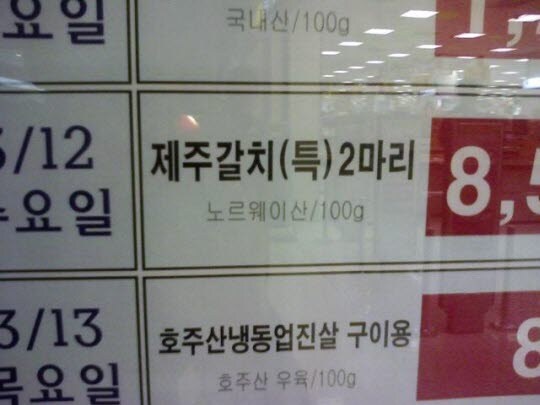 요일
국내산/100g
3/12
요일
제주갈치(특)2마리
노르웨이산/100g
8,5
3/13
목요일
호주산냉동업진살 구이용
호주산 우육/100g
8